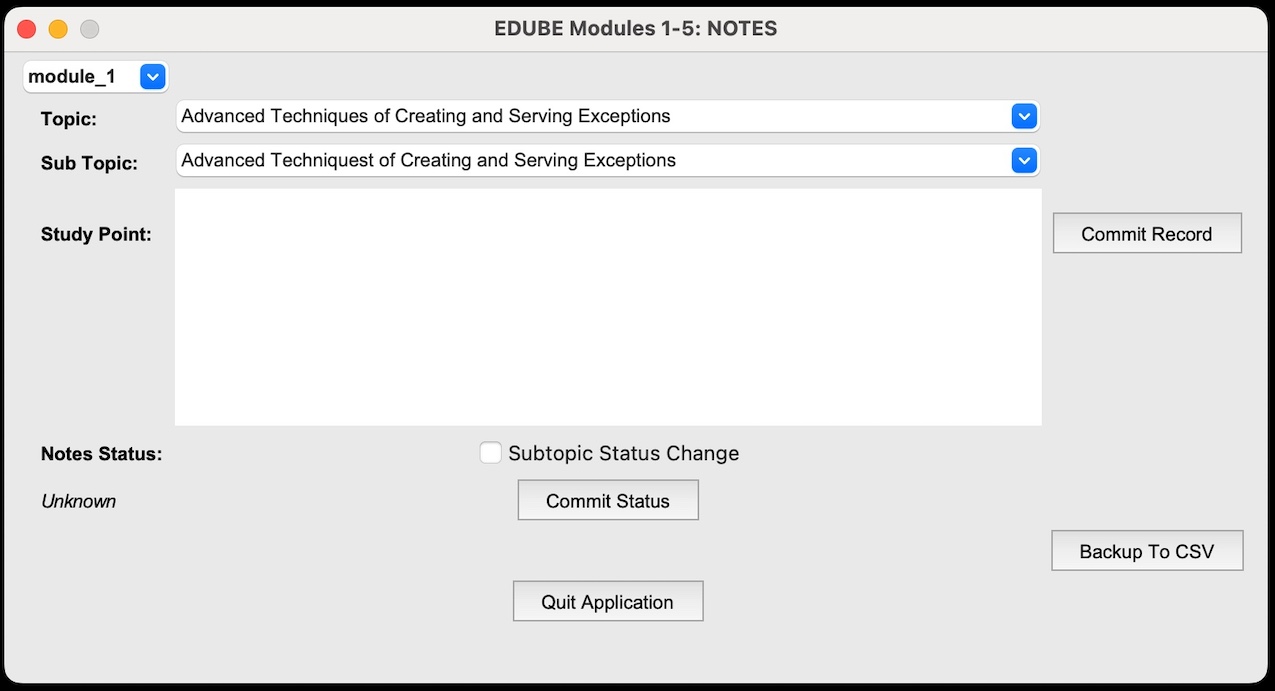 EDUBE Modules 1-5: NOTES
module_1
Topic:
Advanced Techniques of Creating and Serving Exceptions
Sub Topic:
Advanced Techniquest of Creating and Serving Exceptions
Study Point:
Commit Record
Notes Status:
Subtopic Status Change
Unknown
Commit Status
Backup To CSV
Quit Application